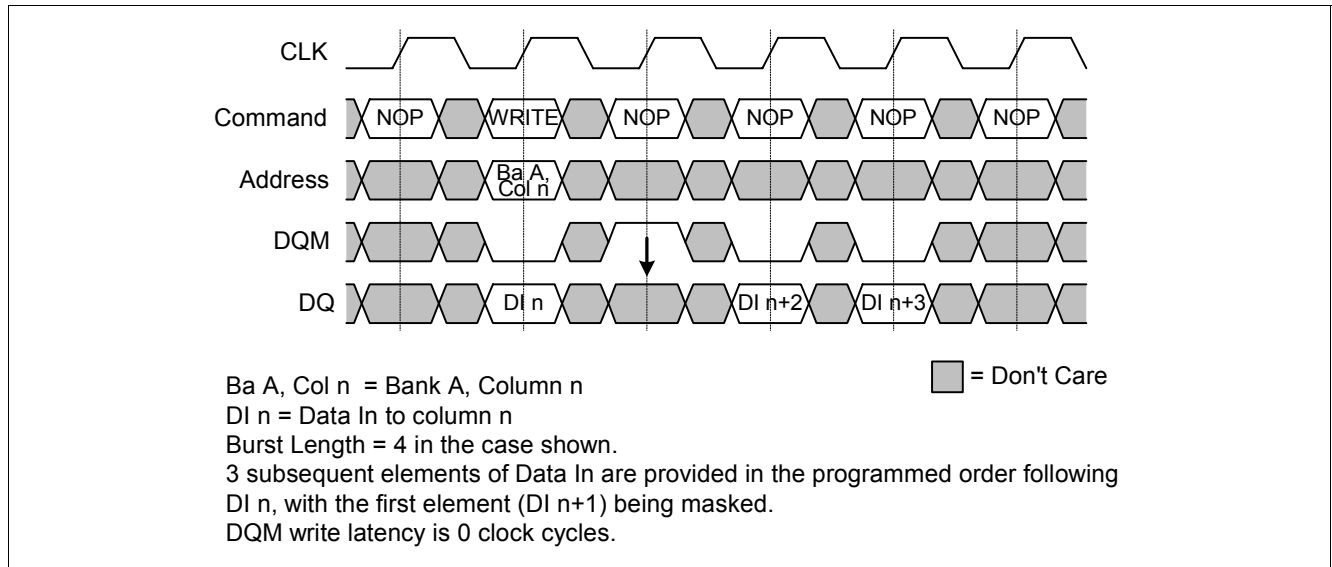 CLK
Command NOP WRITE NOP NOP NOP NOP
Address Ba A,
Col n
DQM
DQ DI n DI n+2 DI n+3
Ba A, Col n = Bank A, Column n
= Don't Care
DI n = Data In to column n
Burst Length = 4 in the case shown.
3 subsequent elements of Data In are provided in the programmed order following
DI n, with the first element (DI n+1) being masked.
DQM write latency is 0 clock cycles.